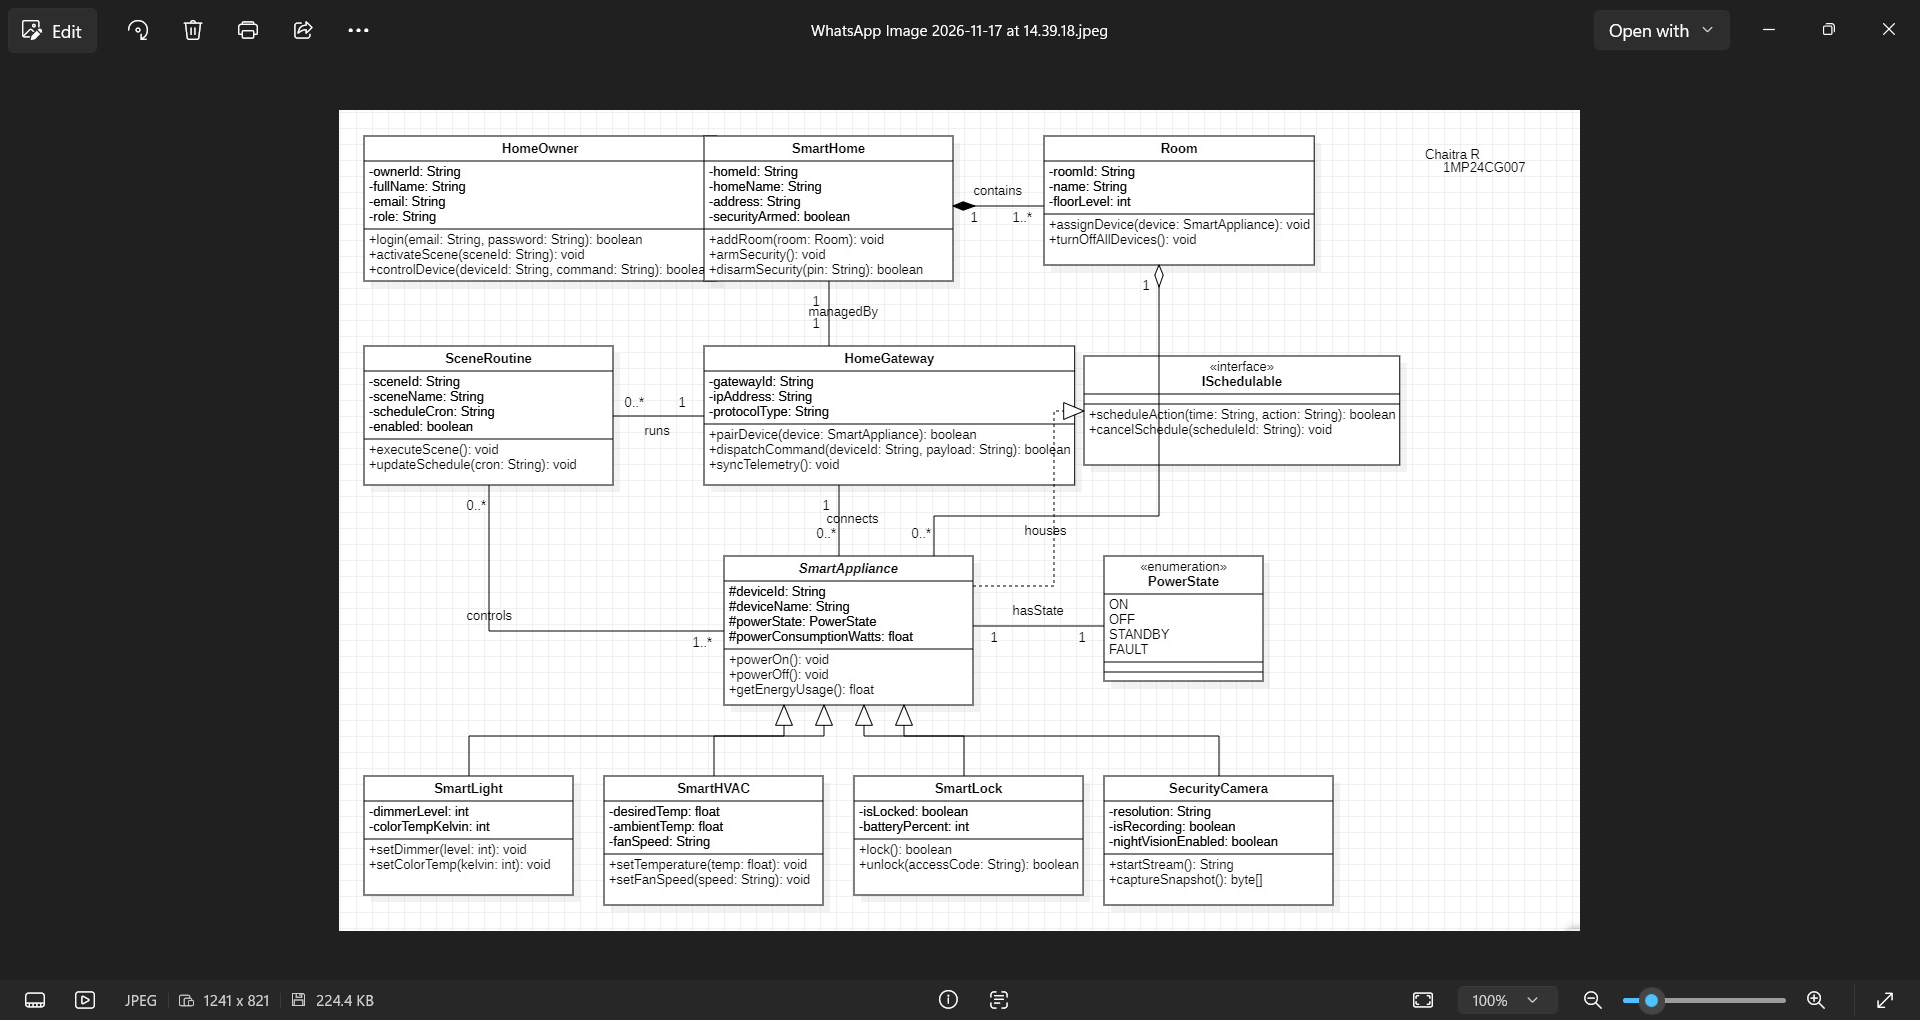 Edit
WhatsApp Image 2026-11-17 at 14.39.18.jpeg
Open with
HomeOwner
-ownerId: String
-fullName: String
-email: String
-role: String
+login(email: String, password: String): boolean
+activateScene(sceneId: String): void
+controlDevice(deviceId: String, command: String): boolea
SmartHome
-homeId: String
-homeName: String
-address: String
-securityArmed: boolean
+addRoom(room: Room): void
+armSecurity(): void
+disarmSecurity(pin: String): boolean
contains
1
1..*
Room
-roomId: String
-name: String
-floorLevel: int
+assignDevice(device: SmartAppliance): void
+turnOffAllDevices(): void
Chaitra R
1MP24CG007
1
managedBy
1
1
SceneRoutine
-sceneId: String
-sceneName: String
-scheduleCron: String
-enabled: boolean
+executeScene(): void
+updateSchedule(cron: String): void
0..*
1
runs
HomeGateway
-gatewayId: String
-ipAddress: String
-protocolType: String
+pairDevice(device: SmartAppliance): boolean
+dispatchCommand(deviceId: String, payload: String): boolean
+syncTelemetry(): void
«interface»
ISchedulable
+scheduleAction(time: String, action: String): boolean
+cancelSchedule(scheduleId: String): void
0..*
1
connects
0..*
0..*
houses
controls
1..*
SmartAppliance
#deviceId: String
#deviceName: String
#powerState: PowerState
#powerConsumptionWatts: float
+powerOn(): void
+powerOff(): void
+getEnergyUsage(): float
hasState
1
1
«enumeration»
PowerState
ON
OFF
STANDBY
FAULT
SmartLight
-dimmerLevel: int
-colorTempKelvin: int
+setDimmer(level: int): void
+setColorTemp(kelvin: int): void
SmartHVAC
-desiredTemp: float
-ambientTemp: float
-fanSpeed: String
+setTemperature(temp: float): void
+setFanSpeed(speed: String): void
SmartLock
-isLocked: boolean
-batteryPercent: int
+lock(): boolean
+unlock(accessCode: String): boolean
SecurityCamera
-resolution: String
-isRecording: boolean
-nightVisionEnabled: boolean
+startStream(): String
+captureSnapshot(): byte[]
JPEG
1241 x 821
224.4 KB
100%